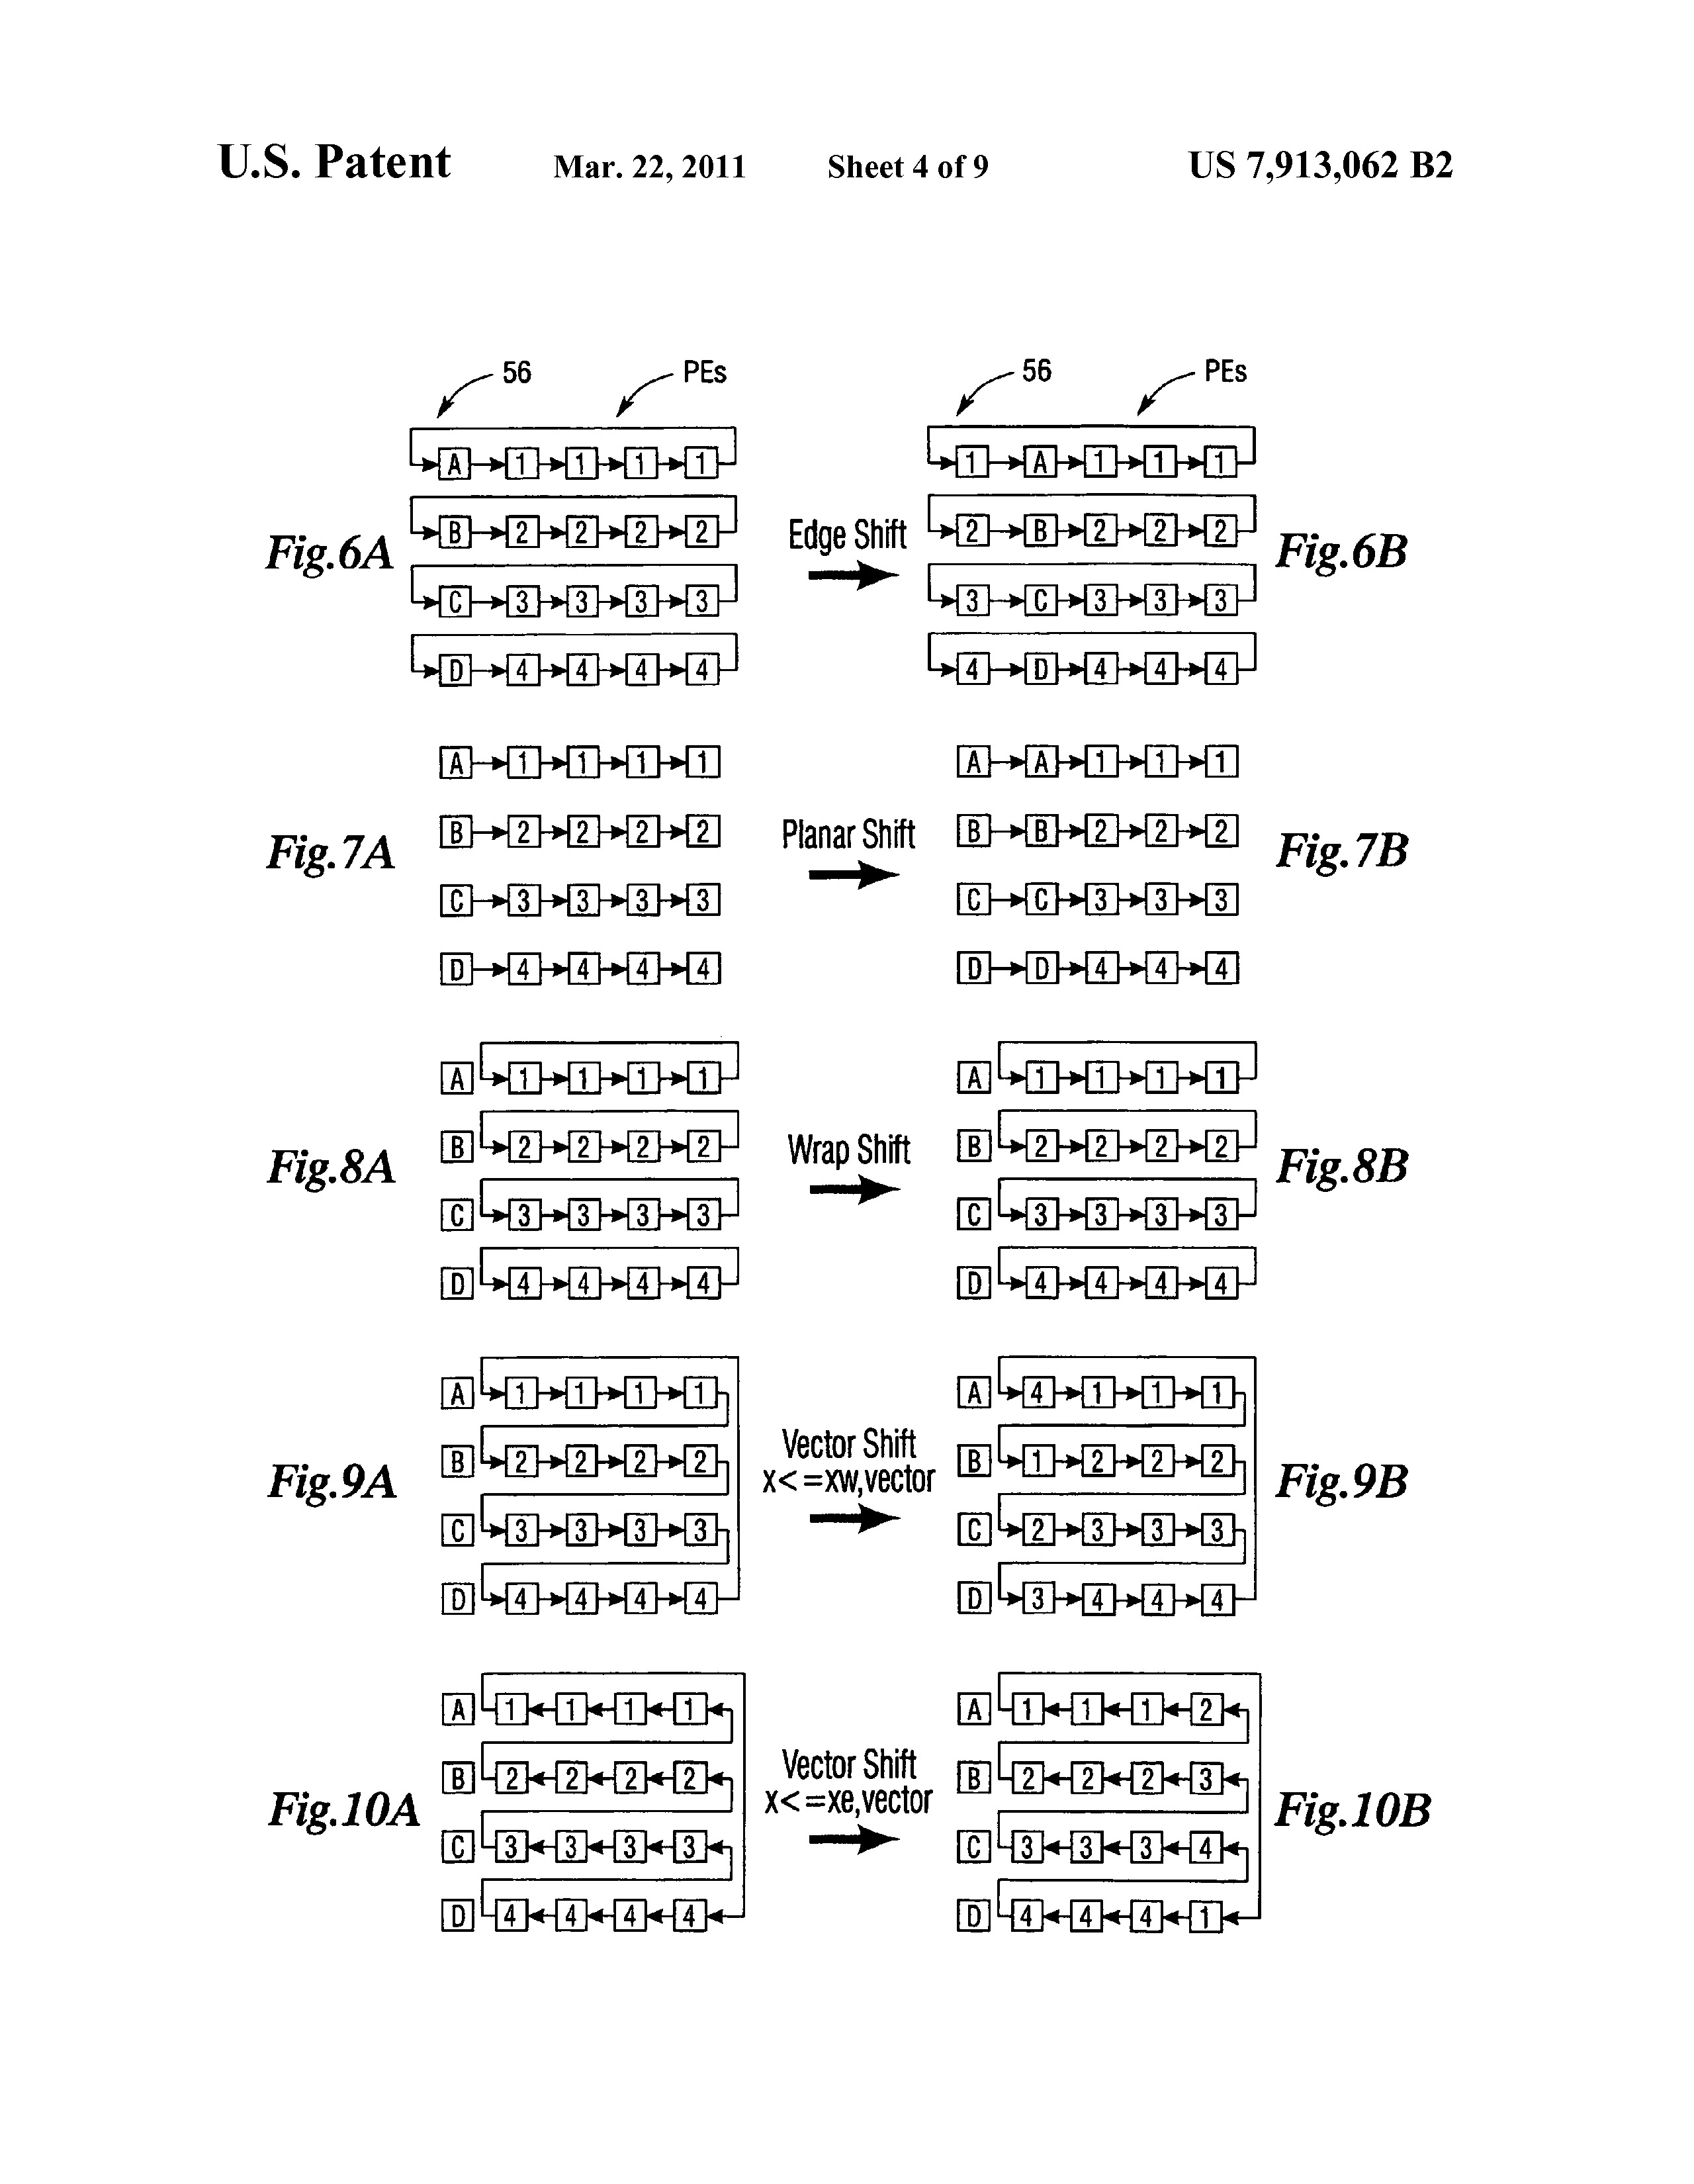 U.S. Patent Mar. 22, 2011 Sheet 4 of 9 US 7,913,062 B2
56 PEs 56 PEs
A 1 1 1 1 1 A 1 1 1
B 2 2 2 2 2 B 2 2 2
Fig.6A Edge Shift Fig.6B
C 3 3 3 3 3 C 3 3 3
D 4 4 4 4 4 D 4 4 4
A 1 1 1 1 A A 1 1 1
B 2 2 2 2 B B 2 2 2
Fig.7A Planar Shift Fig.7B
C 3 3 3 3 C C 3 3 3
D 4 4 4 4 D D 4 4 4
A 1 1 1 1 A 1 1 1 1
B 2 2 2 2 B 2 2 2 2
Fig.8A Wrap Shift Fig.8B
C 3 3 3 3 C 3 3 3 3
D 4 4 4 4 D 4 4 4 4
A 1 1 1 1 A 4 1 1 1
B 2 2 2 2 B 1 2 2 2
Fig.9A Vector Shift Fig.9B
x<=xw,vector
C 3 3 3 3 C 2 3 3 3
D 4 4 4 4 D 3 4 4 4
A 1 1 1 1 A 1 1 1 2
B 2 2 2 2 B 2 2 2 3
Fig.10A Vector Shift Fig.10B
x<=xe,vector
C 3 3 3 3 C 3 3 3 4
D 4 4 4 4 D 4 4 4 1